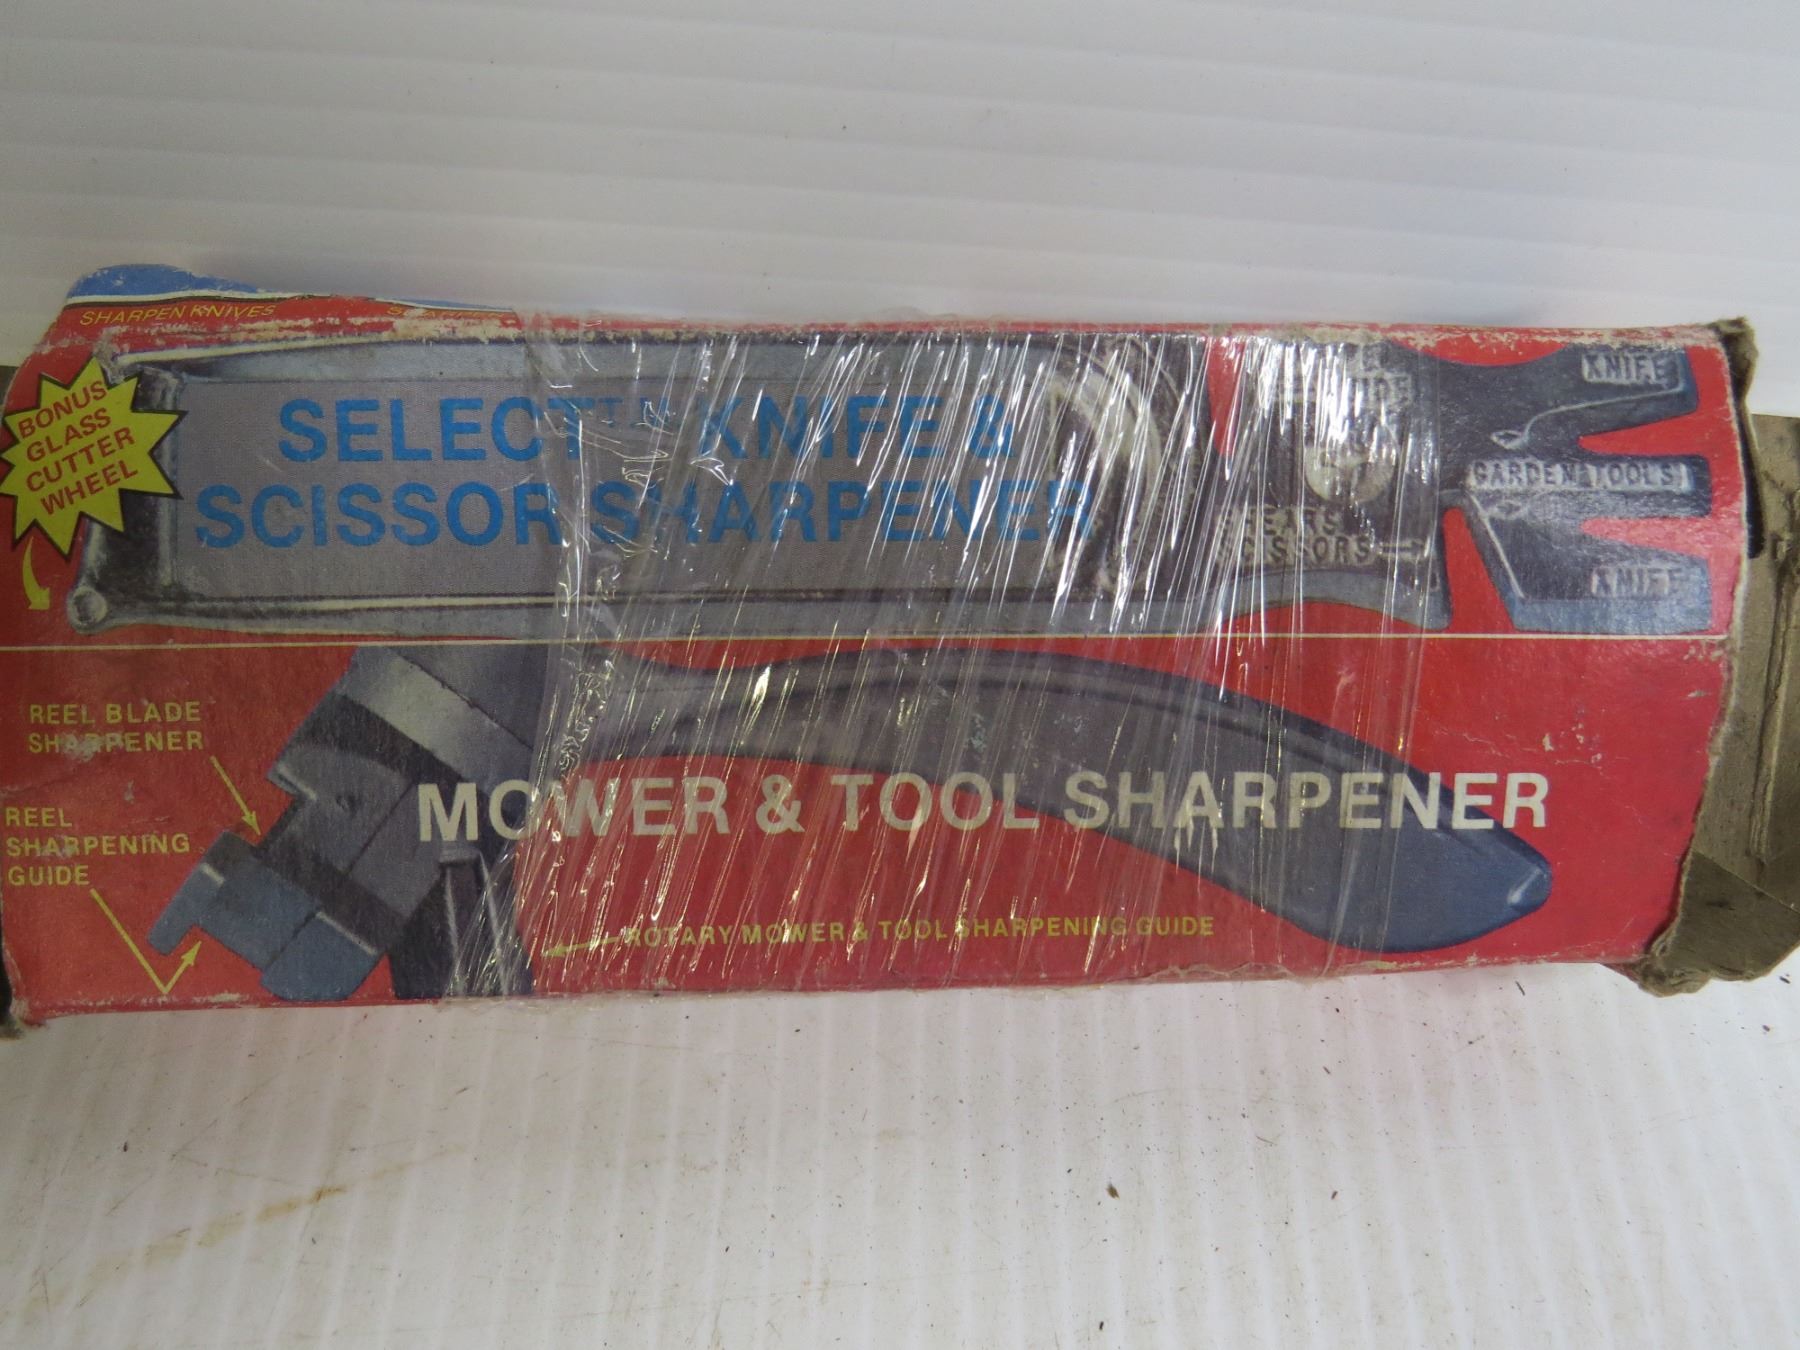 SHARPEN KNIVES
BONUS
GLASS
CUTTER
WHEEL
SELECT™ KNIFE &
SCISSOR SHARPENER
KNIFE
GARDEN TOOLS
SHEARS
SCISSORS
KNIFE
REEL BLADE
SHARPENER
REEL
SHARPENING
GUIDE
MOWER & TOOL SHARPENER
ROTARY MOWER & TOOL SHARPENING GUIDE